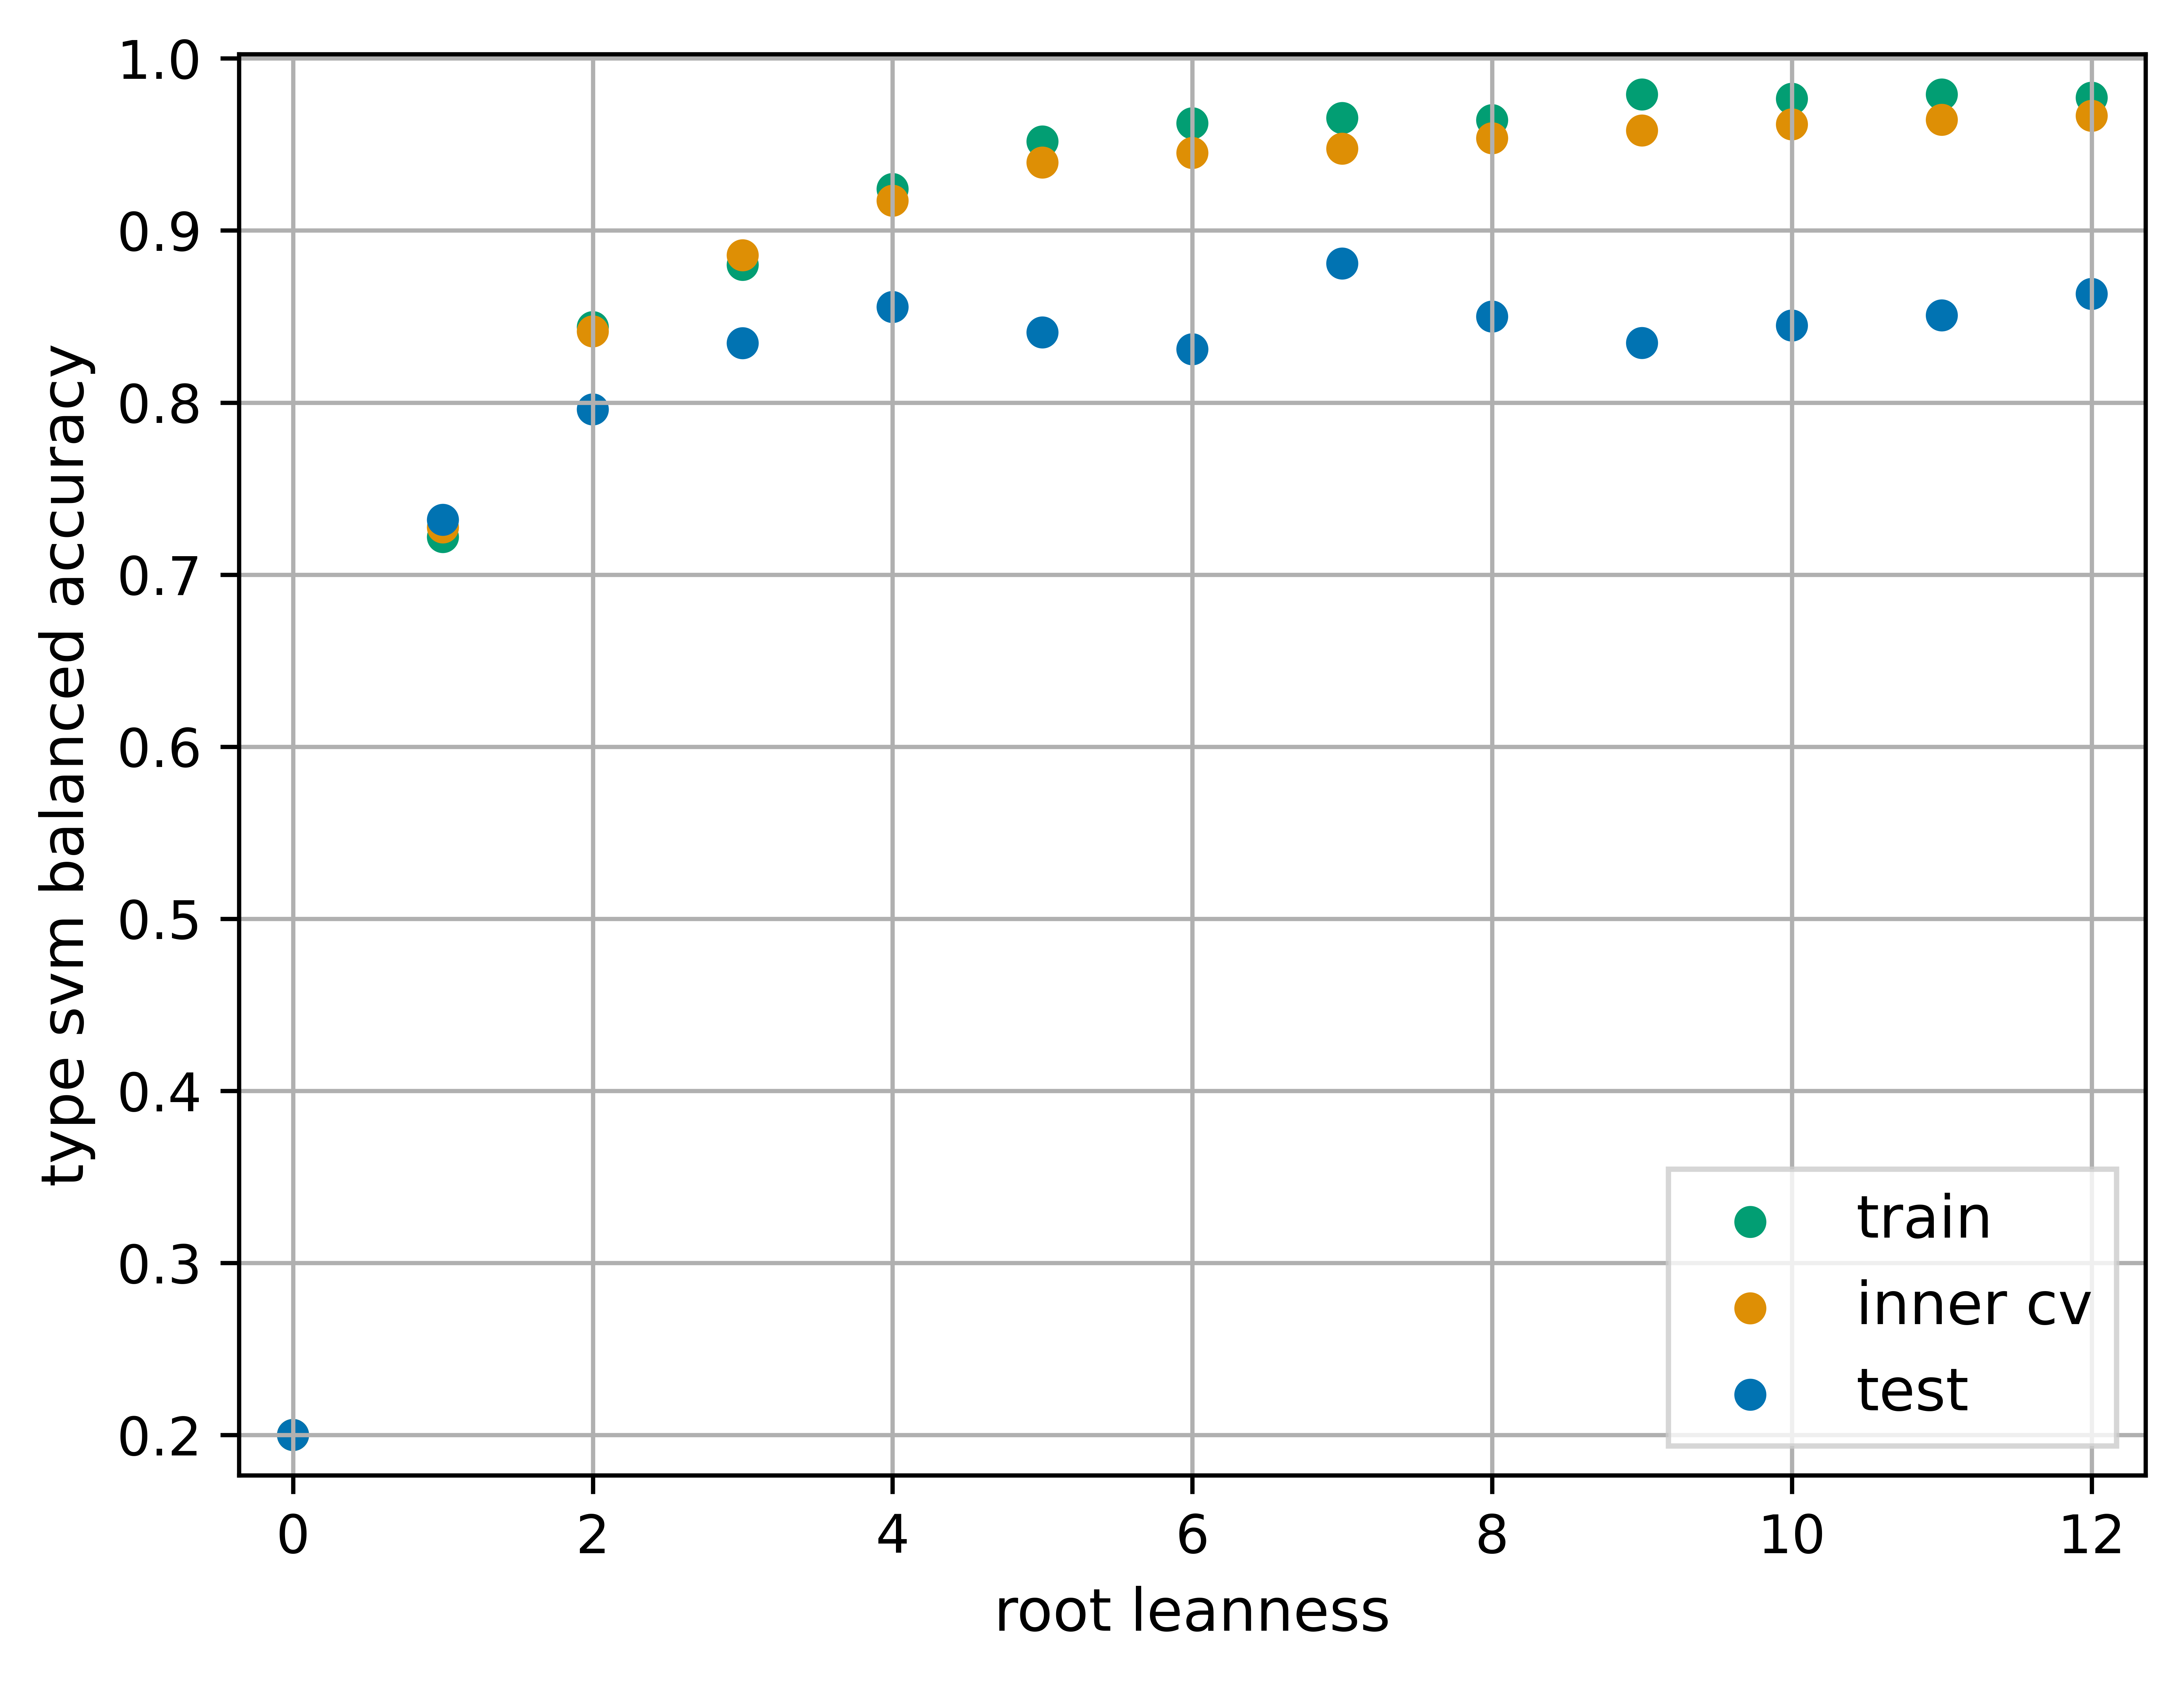 type svm balanced accuracy
1.0
0.9
0.8
0.7
0.6
0.5
0.4
0.3
0.2
train
inner cv
test
0 2 4 6 8 10 12
root leanness